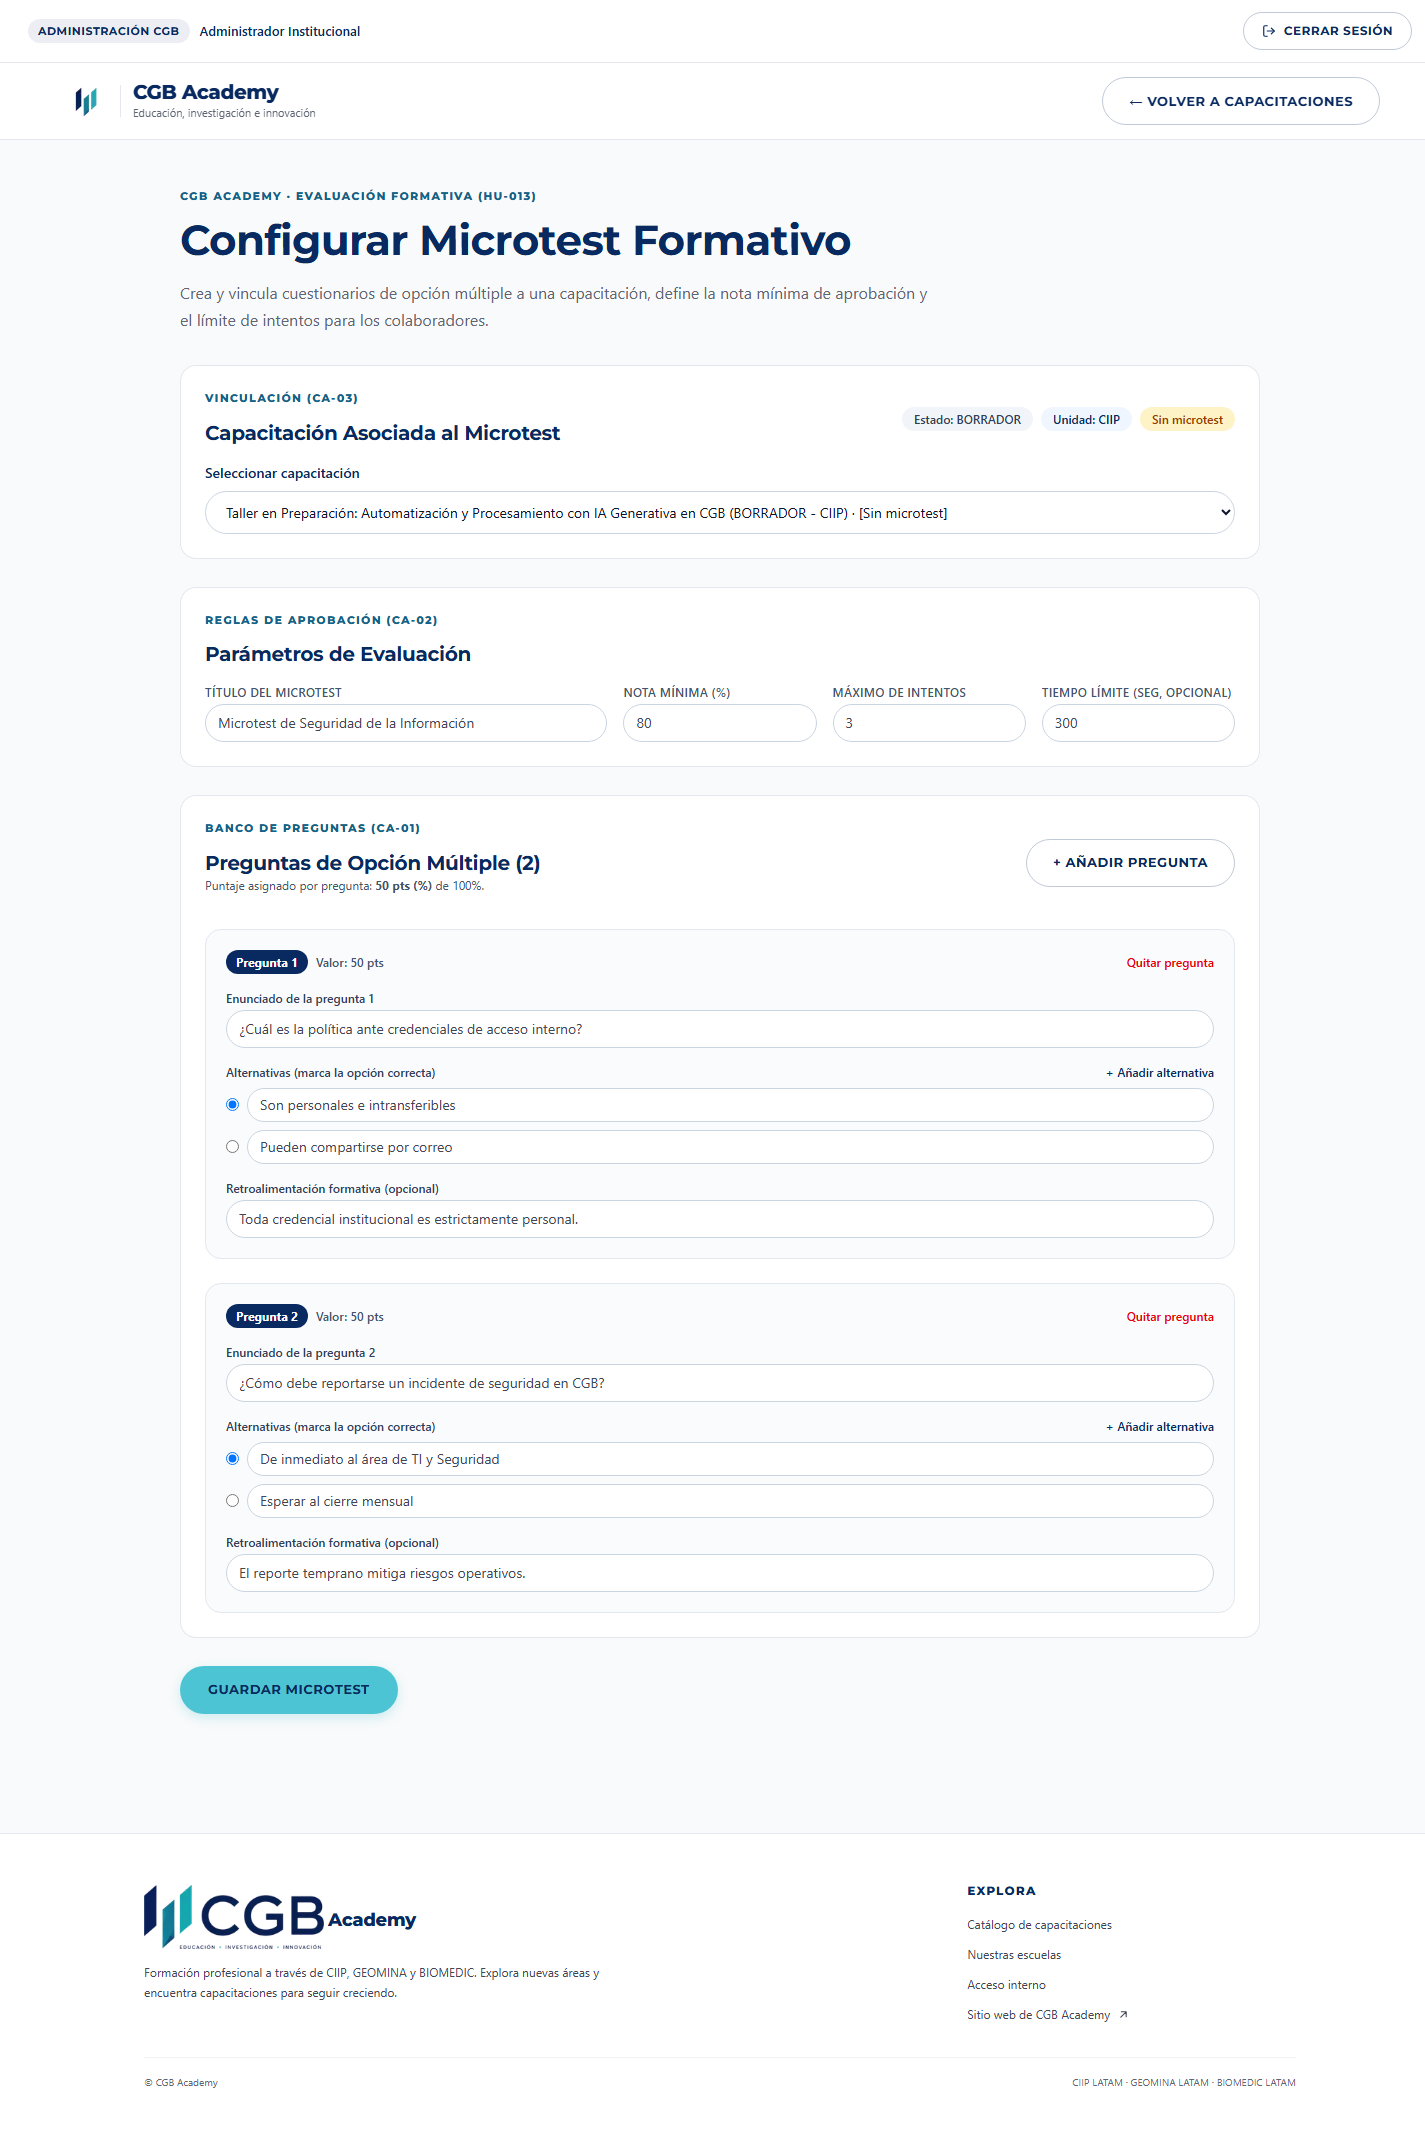 ADMINISTRACIÓN CGB Administrador Institucional
CERRAR SESIÓN
CGB Academy
Educación, investigación e innovación
← VOLVER A CAPACITACIONES
CGB ACADEMY · EVALUACIÓN FORMATIVA (HU-013)
Configurar Microtest Formativo
Crea y vincula cuestionarios de opción múltiple a una capacitación, define la nota mínima de aprobación y
el límite de intentos para los colaboradores.
VINCULACIÓN (CA-03)
Capacitación Asociada al Microtest
Estado: BORRADOR Unidad: CIIP Sin microtest
Seleccionar capacitación
Taller en Preparación: Automatización y Procesamiento con IA Generativa en CGB (BORRADOR - CIIP) · [Sin microtest]
REGLAS DE APROBACIÓN (CA-02)
Parámetros de Evaluación
TÍTULO DEL MICROTEST NOTA MÍNIMA (%) MÁXIMO DE INTENTOS TIEMPO LÍMITE (SEG, OPCIONAL)
Microtest de Seguridad de la Información 80 3 300
BANCO DE PREGUNTAS (CA-01)
Preguntas de Opción Múltiple (2)
Puntaje asignado por pregunta: 50 pts (%) de 100%.
+ AÑADIR PREGUNTA
Pregunta 1 Valor: 50 pts Quitar pregunta
Enunciado de la pregunta 1
¿Cuál es la política ante credenciales de acceso interno?
Alternativas (marca la opción correcta) + Añadir alternativa
Son personales e intransferibles
Pueden compartirse por correo
Retroalimentación formativa (opcional)
Toda credencial institucional es estrictamente personal.
Pregunta 2 Valor: 50 pts Quitar pregunta
Enunciado de la pregunta 2
¿Cómo debe reportarse un incidente de seguridad en CGB?
Alternativas (marca la opción correcta) + Añadir alternativa
De inmediato al área de TI y Seguridad
Esperar al cierre mensual
Retroalimentación formativa (opcional)
El reporte temprano mitiga riesgos operativos.
GUARDAR MICROTEST
CGB Academy
EDUCACIÓN - INVESTIGACIÓN - INNOVACIÓN
Formación profesional a través de CIIP, GEOMINA y BIOMEDIC. Explora nuevas áreas y
encuentra capacitaciones para seguir creciendo.
EXPLORA
Catálogo de capacitaciones
Nuestras escuelas
Acceso interno
Sitio web de CGB Academy ↗
© CGB Academy
CIIP LATAM · GEOMINA LATAM · BIOMEDIC LATAM